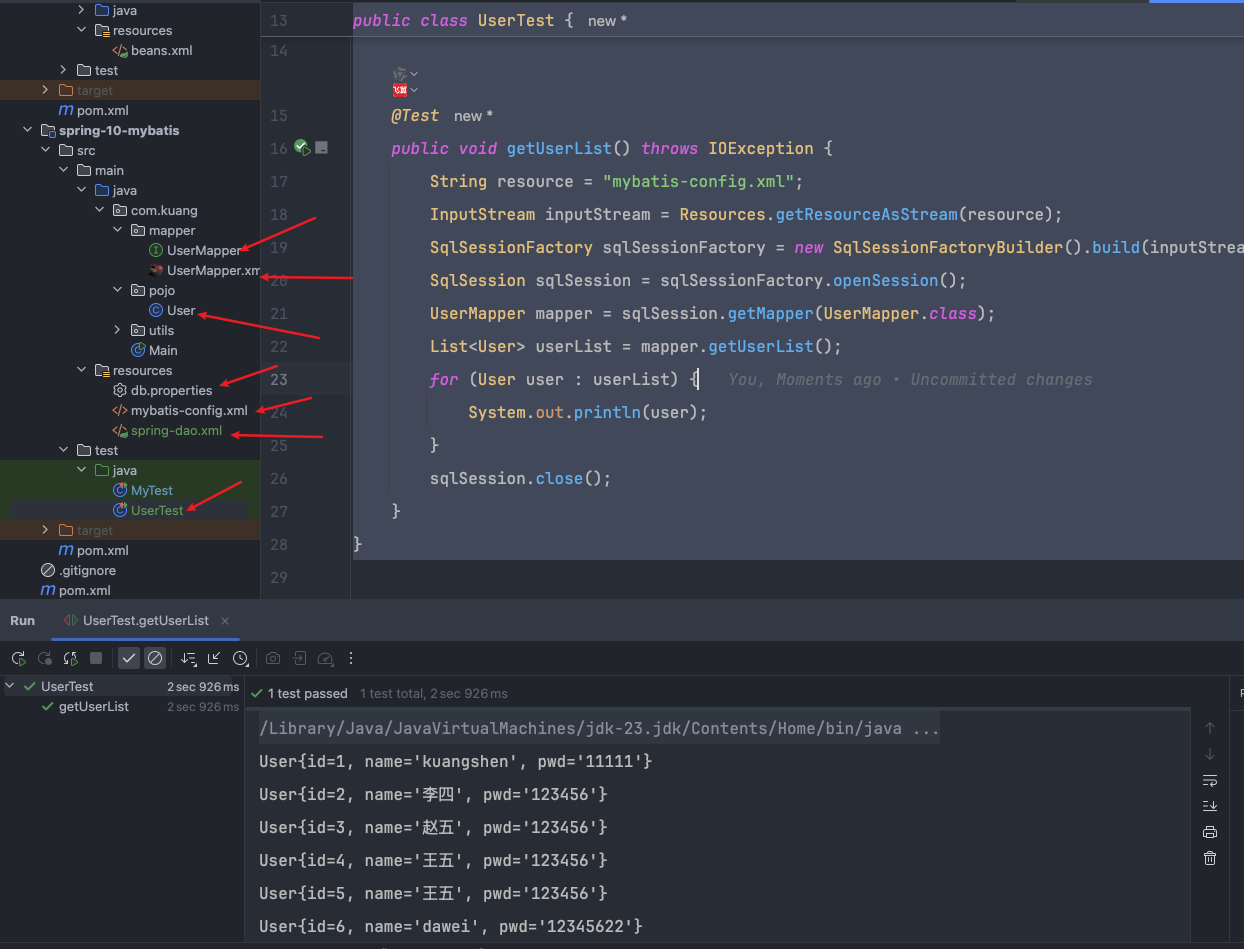 java
resources
beans.xml
test
target
pom.xml
spring-10-mybatis
src
main
java
com.kuang
mapper
UserMapper
UserMapper.xm
pojo
User
utils
Main
resources
db.properties
mybatis-config.xml
spring-dao.xml
test
java
MyTest
UserTest
target
pom.xml
.gitignore
pom.xml
13 public class UserTest { new *
14
15 @Test new *
16 public void getUserList() throws IOException {
17 String resource = "mybatis-config.xml";
18 InputStream inputStream = Resources.getResourceAsStream(resource);
19 SqlSessionFactory sqlSessionFactory = new SqlSessionFactoryBuilder().build(inputStrea
20 SqlSession sqlSession = sqlSessionFactory.openSession();
21 UserMapper mapper = sqlSession.getMapper(UserMapper.class);
22 List<User> userList = mapper.getUserList();
23 for (User user : userList) { You, Moments ago • Uncommitted changes
24 System.out.println(user);
25 }
26 sqlSession.close();
27 }
28 }
29
Run UserTest.getUserList
UserTest 2 sec 926 ms
getUserList 2 sec 926 ms
1 test passed 1 test total, 2 sec 926 ms
/Library/Java/JavaVirtualMachines/jdk-23.jdk/Contents/Home/bin/java ...
User{id=1, name='kuangshen', pwd='11111'}
User{id=2, name='李四', pwd='123456'}
User{id=3, name='赵五', pwd='123456'}
User{id=4, name='王五', pwd='123456'}
User{id=5, name='王五', pwd='123456'}
User{id=6, name='dawei', pwd='12345622'}